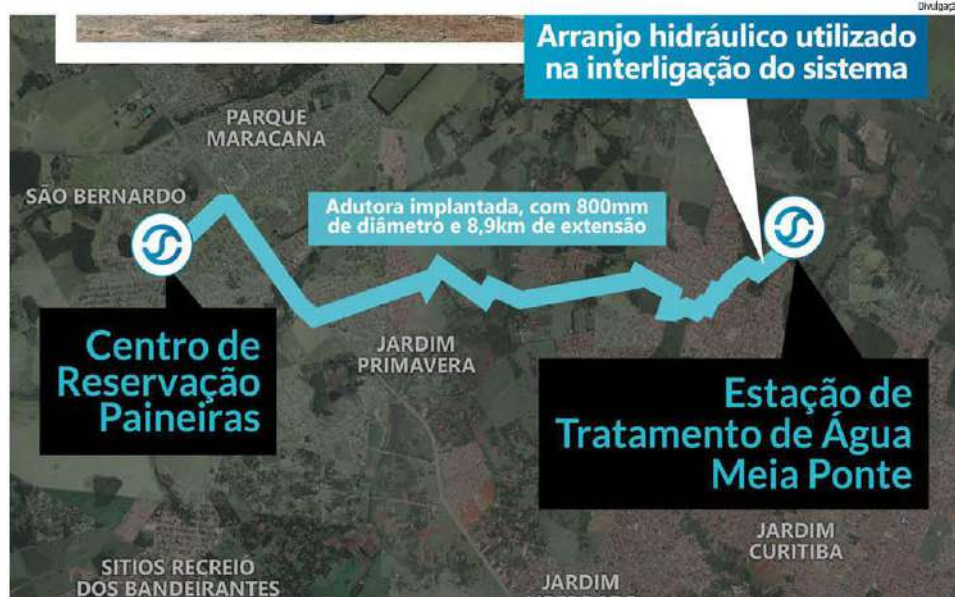 Arranjo hidráulico utilizado
na interligação do sistema
PARQUE
MARACANA
SÃO BERNARDO
Adutora implantada, com 800mm
de diâmetro e 8,9km de extensão
Centro de
Reservação
Paineiras
JARDIM
PRIMAVERA
Estação de
Tratamento de Água
Meia Ponte
JARDIM
CURITIBA
SITIOS RECREIO
DOS BANDEIRANTES
JARDIM